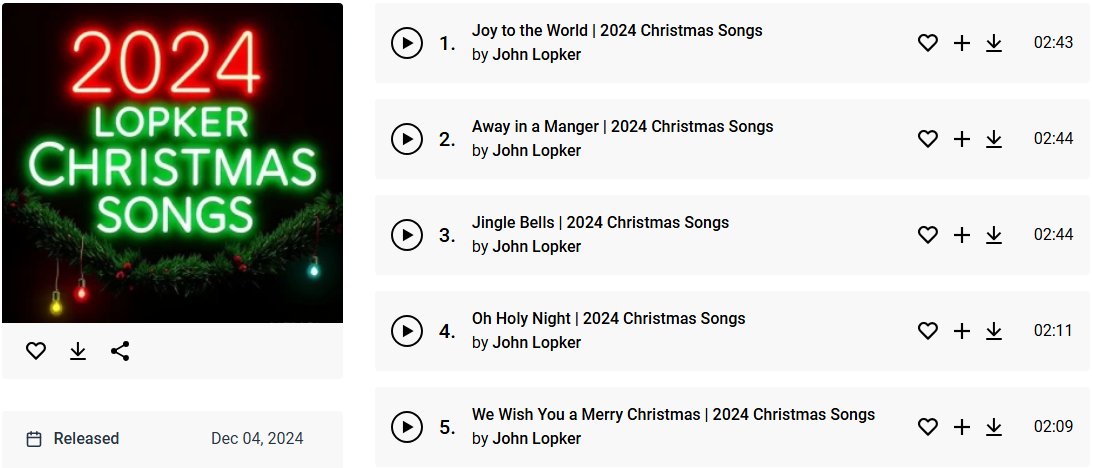 2024
LOPKER
CHRISTMAS
SONGS
Released Dec 04, 2024
1. Joy to the World | 2024 Christmas Songs
by John Lopker
02:43
2. Away in a Manger | 2024 Christmas Songs
by John Lopker
02:44
3. Jingle Bells | 2024 Christmas Songs
by John Lopker
02:44
4. Oh Holy Night | 2024 Christmas Songs
by John Lopker
02:11
5. We Wish You a Merry Christmas | 2024 Christmas Songs
by John Lopker
02:09